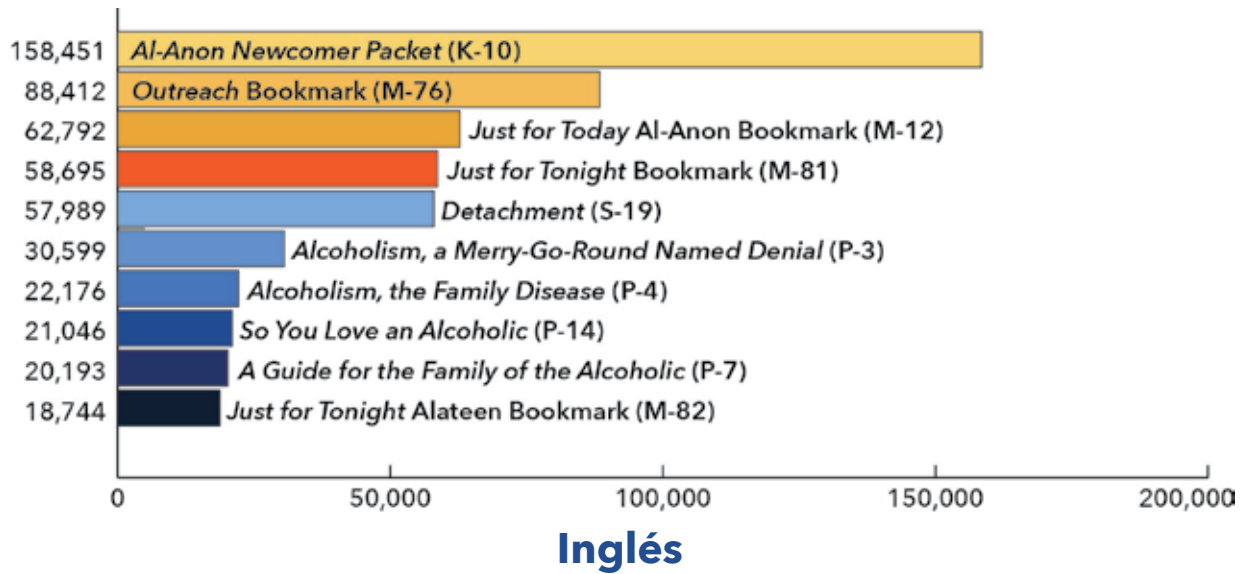 158,451 Al-Anon Newcomer Packet (K-10)
88,412 Outreach Bookmark (M-76)
62,792 Just for Today Al-Anon Bookmark (M-12)
58,695 Just for Tonight Bookmark (M-81)
57,989 Detachment (S-19)
30,599 Alcoholism, a Merry-Go-Round Named Denial (P-3)
22,176 Alcoholism, the Family Disease (P-4)
21,046 So You Love an Alcoholic (P-14)
20,193 A Guide for the Family of the Alcoholic (P-7)
18,744 Just for Tonight Alateen Bookmark (M-82)
0 50,000 100,000 150,000 200,000
Inglés